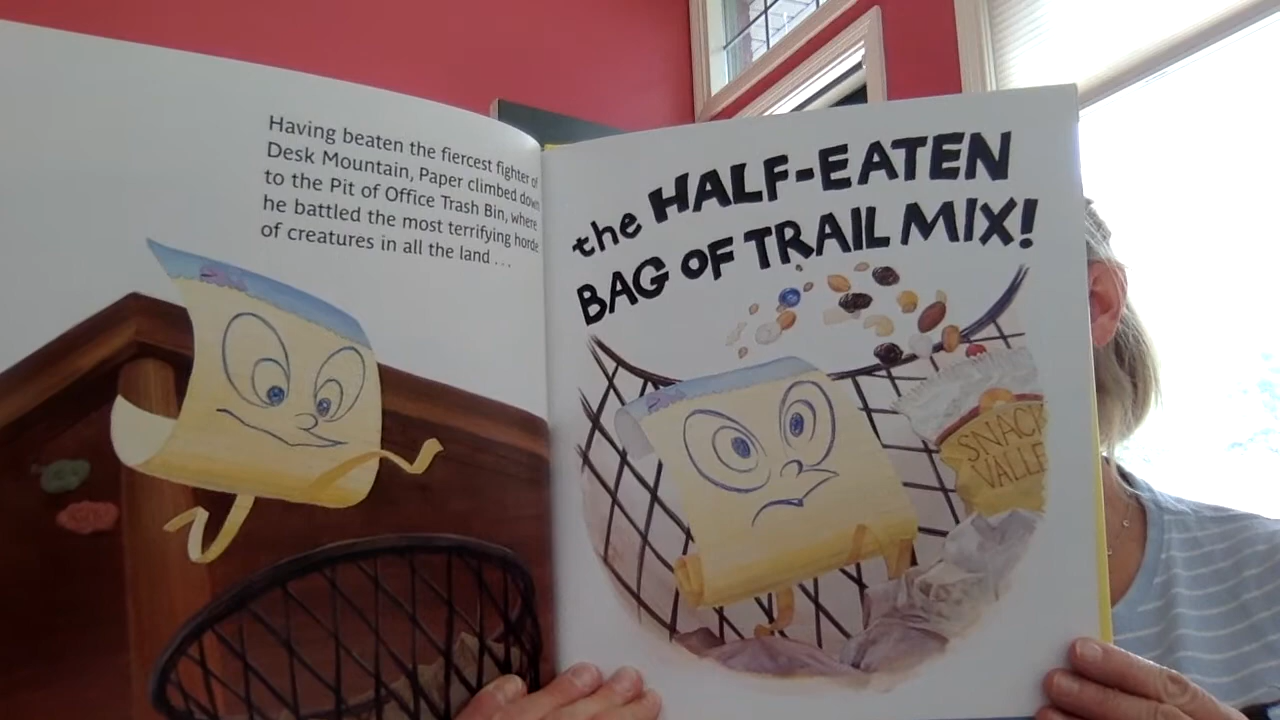 Having beaten the fiercest fighter of
Desk Mountain, Paper climbed down
to the Pit of Office Trash Bin, where
he battled the most terrifying horde
of creatures in all the land ...
the HALF-EATEN
BAG OF TRAIL MIX!
SNACK
VALLE